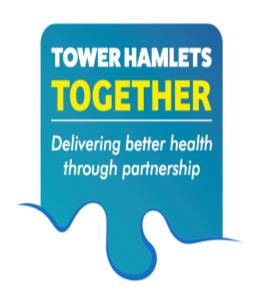 TOWER HAMLETS
TOGETHER
Delivering better health
through partnership